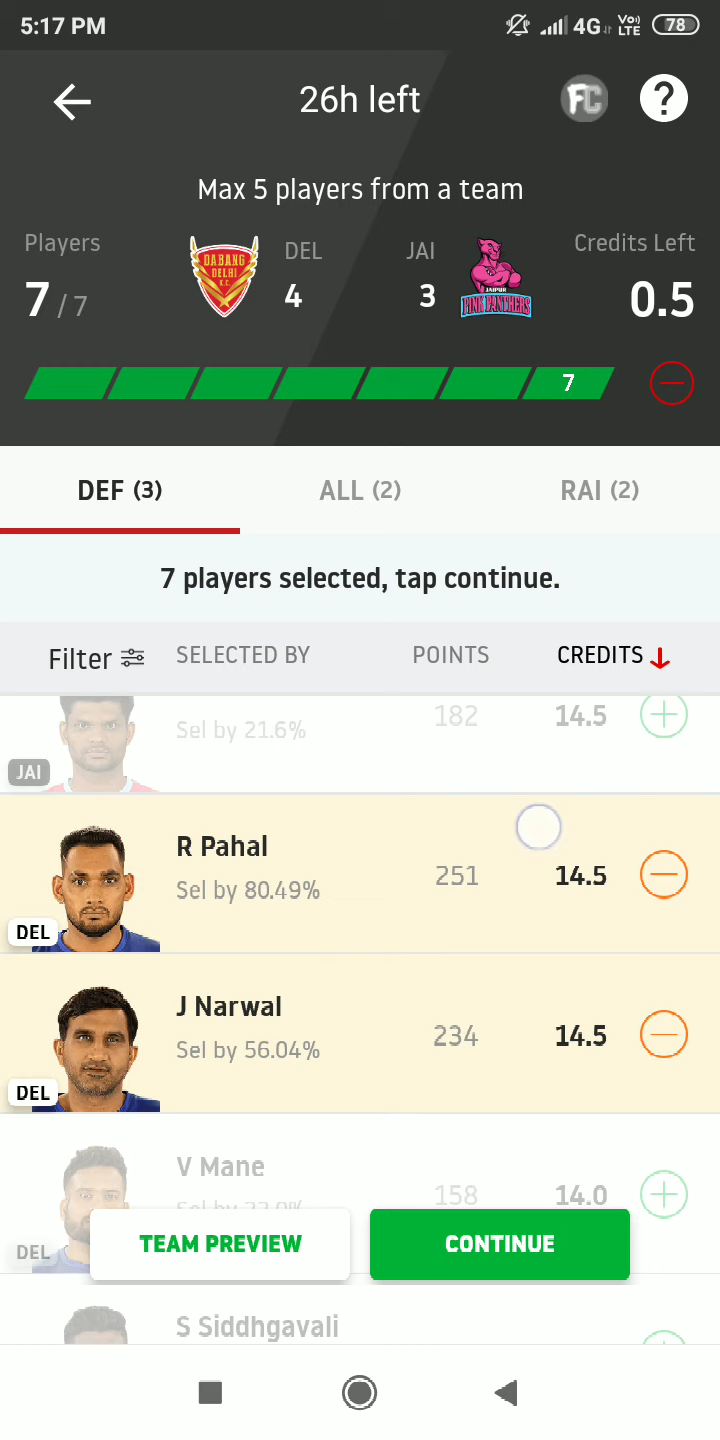 5:17 PM
4G Vo) LTE 78
26h left
FC ?
Max 5 players from a team
Players
DABANG DELHI K.C.
DEL
JAI
JAIPUR PINK PANTHERS
Credits Left
7 / 7
4
3
0.5
7
DEF (3)
ALL (2)
RAI (2)
7 players selected, tap continue.
Filter
SELECTED BY
POINTS
CREDITS
Sel by 21.6%
182
14.5
JAI
R Pahal
Sel by 80.49%
251
14.5
DEL
J Narwal
Sel by 56.04%
234
14.5
DEL
V Mane
158
14.0
DEL
TEAM PREVIEW
CONTINUE
S Siddhgavali